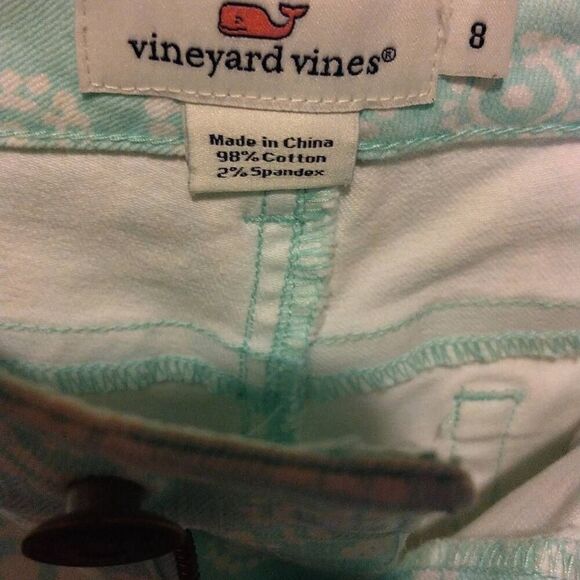 vineyard vines®
8
Made in China
98% Cotton
2% Spandex